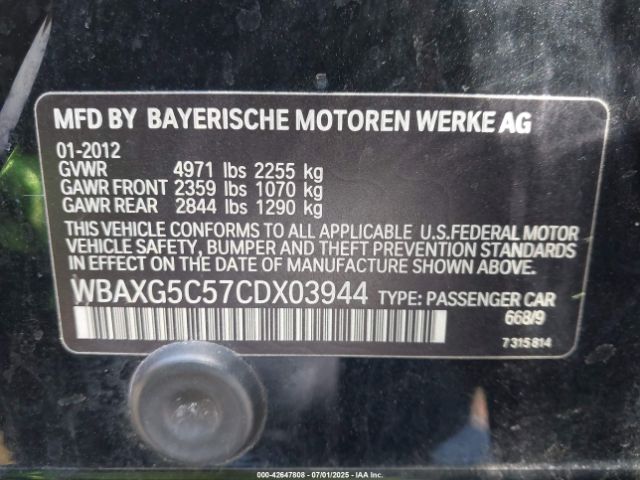 MFD BY BAYERISCHE MOTOREN WERKE AG
01-2012
GVWR 4971 lbs 2255 kg
GAWR FRONT 2359 lbs 1070 kg
GAWR REAR 2844 lbs 1290 kg
THIS VEHICLE CONFORMS TO ALL APPLICABLE U.S.FEDERAL MOTOR
VEHICLE SAFETY, BUMPER AND THEFT PREVENTION STANDARDS
IN EFFECT ON THE DATE OF MANUFACTURE SHOWN ABOVE.
WBAXG5C57CDX03944 TYPE: PASSENGER CAR
668/9
7 315 814
000-42647808 - 07/01/2025 - IAA Inc.